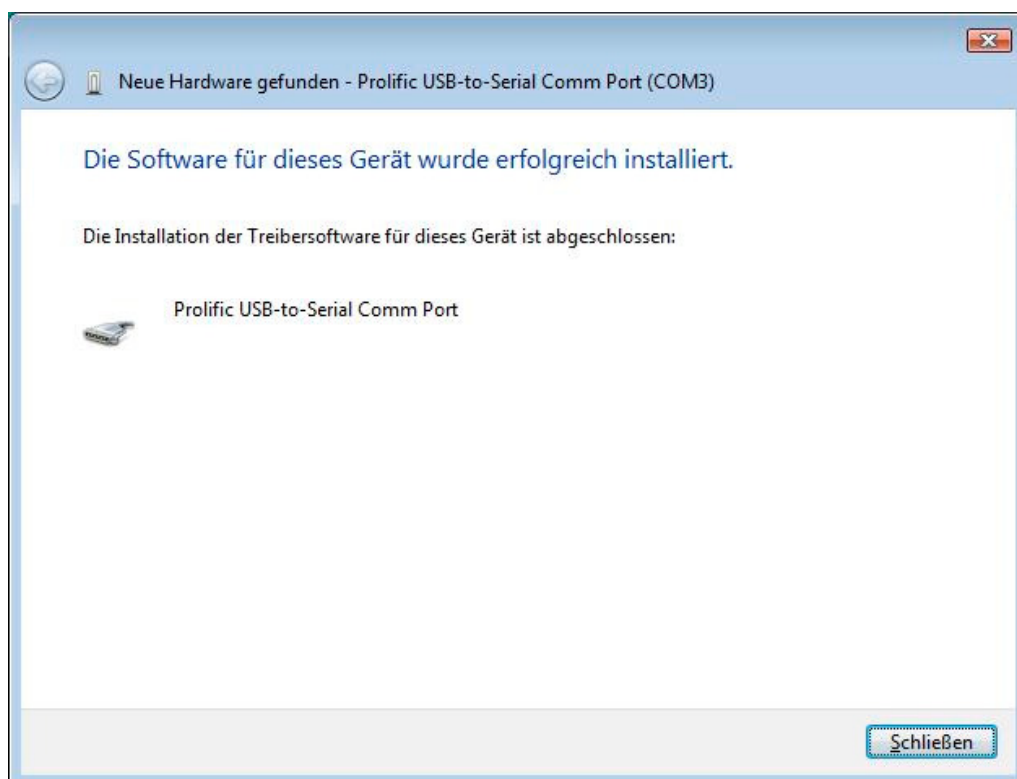 Neue Hardware gefunden - Prolific USB-to-Serial Comm Port (COM3)
Die Software für dieses Gerät wurde erfolgreich installiert.
Die Installation der Treibersoftware für dieses Gerät ist abgeschlossen:
Prolific USB-to-Serial Comm Port
Schließen